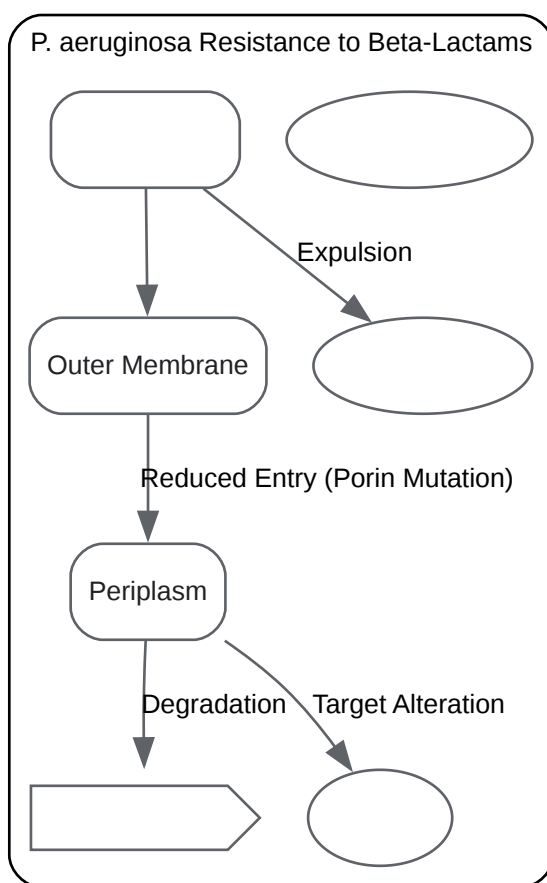 P. aeruginosa Resistance to Beta-Lactams
Expulsion
Outer Membrane
Reduced Entry (Porin Mutation)
Periplasm
Degradation
Target Alteration